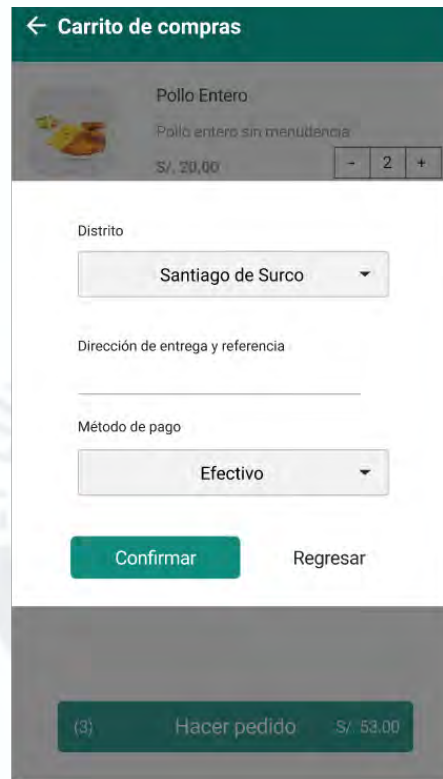 ← Carrito de compras
Pollo Entero
Pollo entero sin menudencia
S/. 20,00
- 2 +
Distrito
Santiago de Surco
Dirección de entrega y referencia
Método de pago
Efectivo
Confirmar Regresar
(3) Hacer pedido S/ 53.00